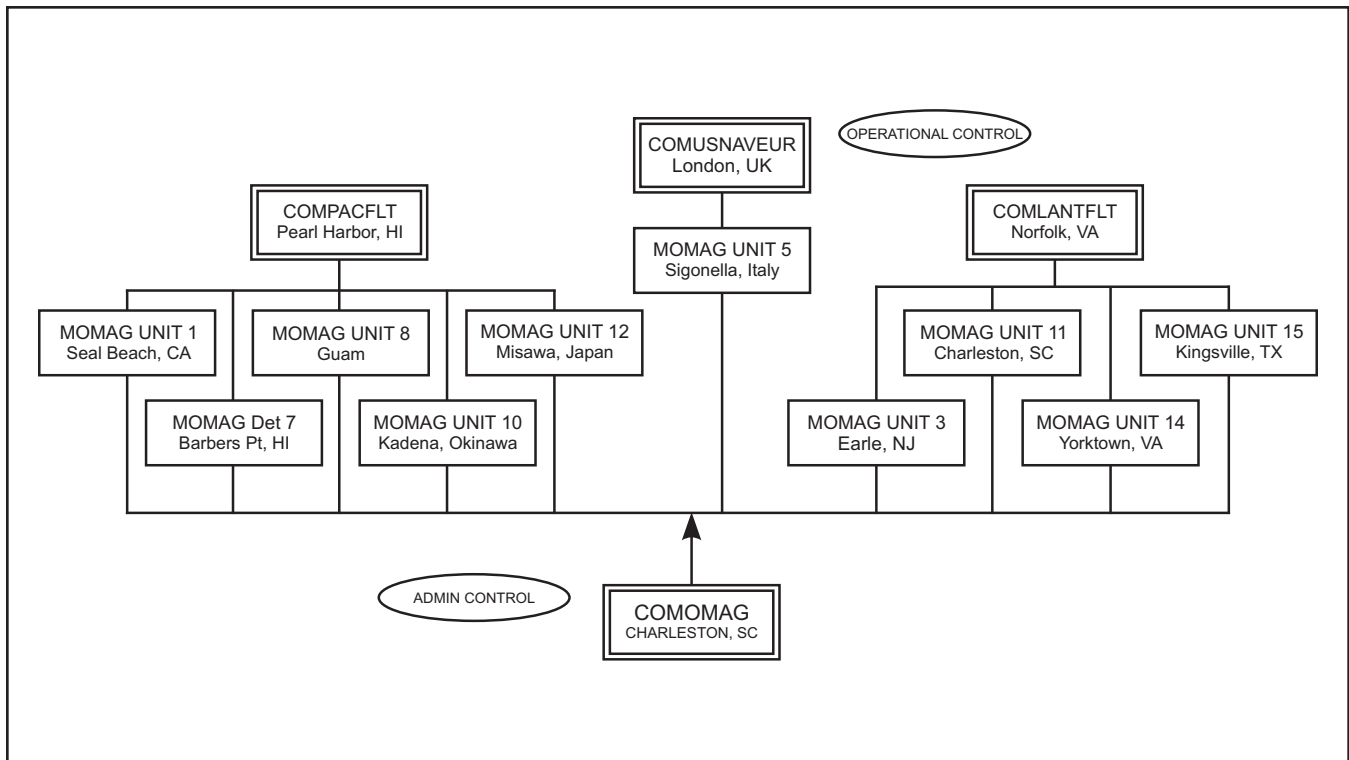 COMUSNAVEUR
London, UK
OPERATIONAL CONTROL
COMPACFLT
Pearl Harbor, HI
COMLANTFLT
Norfolk, VA
MOMAG UNIT 5
Sigonella, Italy
MOMAG UNIT 1
Seal Beach, CA
MOMAG UNIT 8
Guam
MOMAG UNIT 12
Misawa, Japan
MOMAG UNIT 11
Charleston, SC
MOMAG UNIT 15
Kingsville, TX
MOMAG Det 7
Barbers Pt, HI
MOMAG UNIT 10
Kadena, Okinawa
MOMAG UNIT 3
Earle, NJ
MOMAG UNIT 14
Yorktown, VA
ADMIN CONTROL
COMOMAG
CHARLESTON, SC